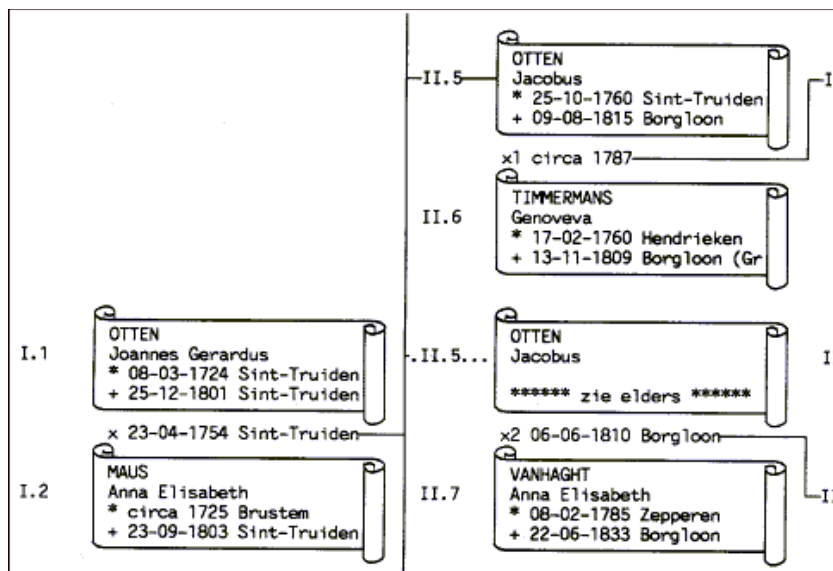 II.5
OTTEN
Jacobus
* 25-10-1760 Sint-Truiden
+ 09-08-1815 Borgloon
x1 circa 1787
II.6
TIMMERMANS
Genoveva
* 17-02-1760 Hendrieken
+ 13-11-1809 Borgloon (Gr
I.1
OTTEN
Joannes Gerardus
* 08-03-1724 Sint-Truiden
+ 25-12-1801 Sint-Truiden
x 23-04-1754 Sint-Truiden
I.2
MAUS
Anna Elisabeth
* circa 1725 Brustem
+ 23-09-1803 Sint-Truiden
.II.5...
OTTEN
Jacobus
****** zie elders ******
x2 06-06-1810 Borgloon
II.7
VANHAGHT
Anna Elisabeth
* 08-02-1785 Zepperen
+ 22-06-1833 Borgloon